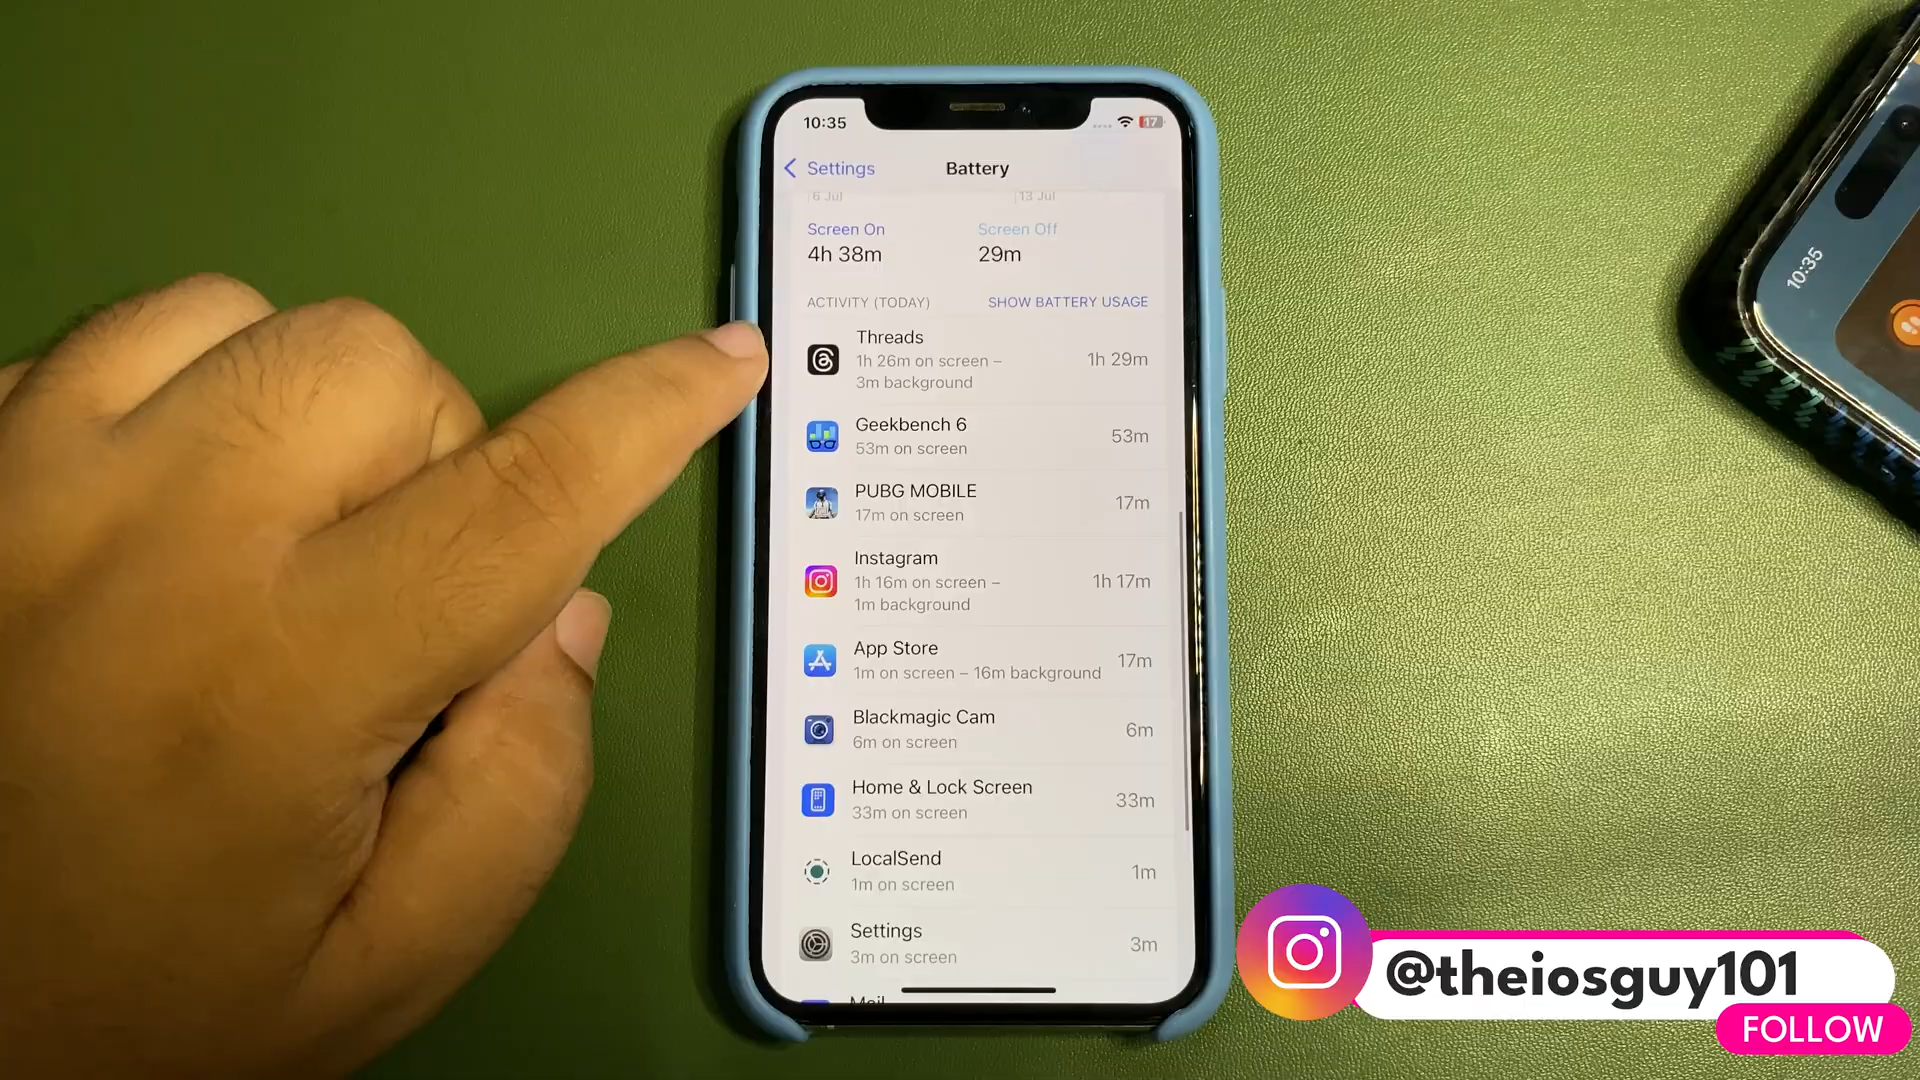 10:35
17
Settings
Battery
6 Jul
13 Jul
Screen On
Screen Off
4h 38m
29m
ACTIVITY (TODAY)
SHOW BATTERY USAGE
Threads
1h 26m on screen –
3m background
1h 29m
Geekbench 6
53m on screen
53m
PUBG MOBILE
17m on screen
17m
Instagram
1h 16m on screen –
1m background
1h 17m
App Store
1m on screen – 16m background
17m
Blackmagic Cam
6m on screen
6m
Home & Lock Screen
33m on screen
33m
LocalSend
1m on screen
1m
Settings
3m on screen
3m
Mail
10:35
@theiosguy101
FOLLOW